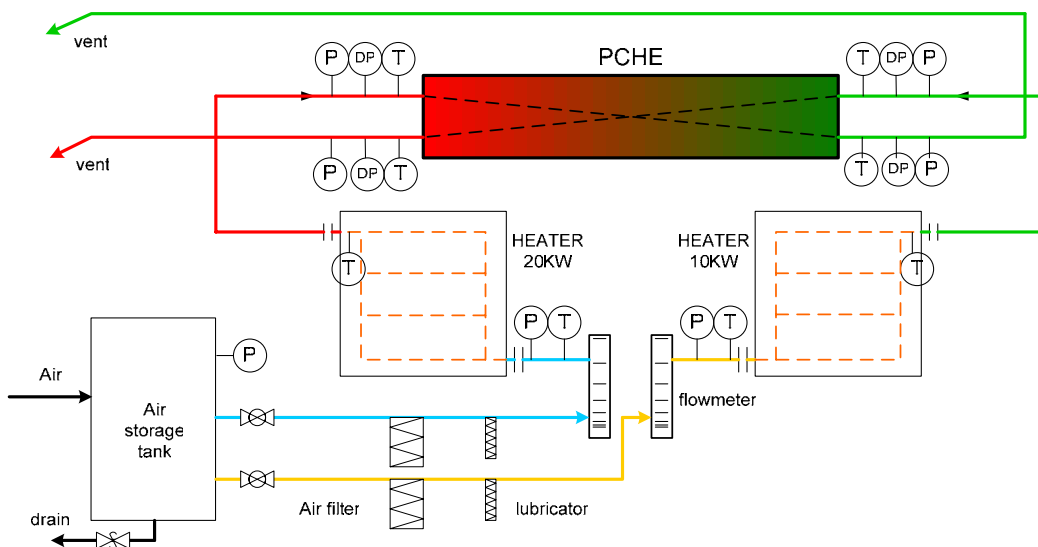 vent
PCHE
P DP T
T DP P
vent
P DP T
T DP P
HEATER
20KW
HEATER
10KW
T
T
P T
P T
P
Air
flowmeter
Air
storage
tank
Air filter
lubricator
drain